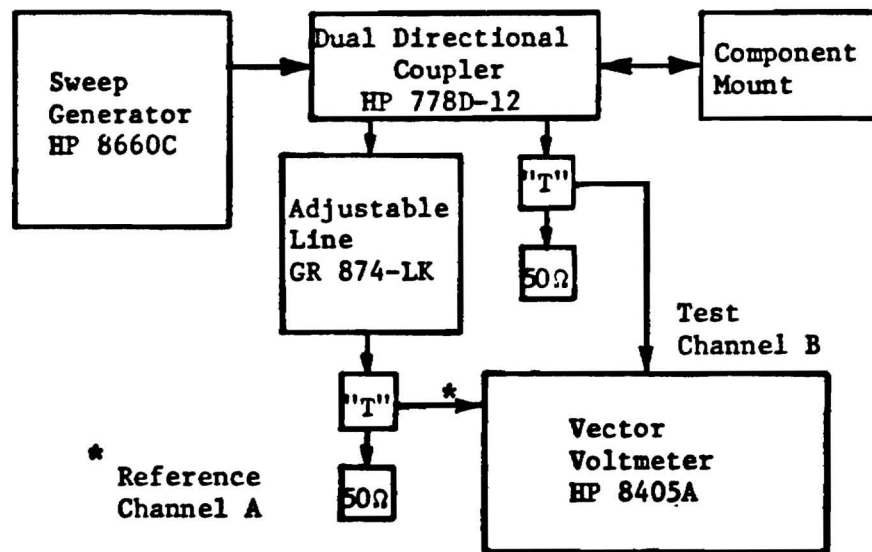 Sweep
Generator
HP 8660C
Dual Directional
Coupler
HP 778D-12
Component
Mount
Adjustable
Line
GR 874-LK
"T"
50Ω
Test
Channel B
"T"
*
50Ω
Vector
Voltmeter
HP 8405A
*
Reference
Channel A